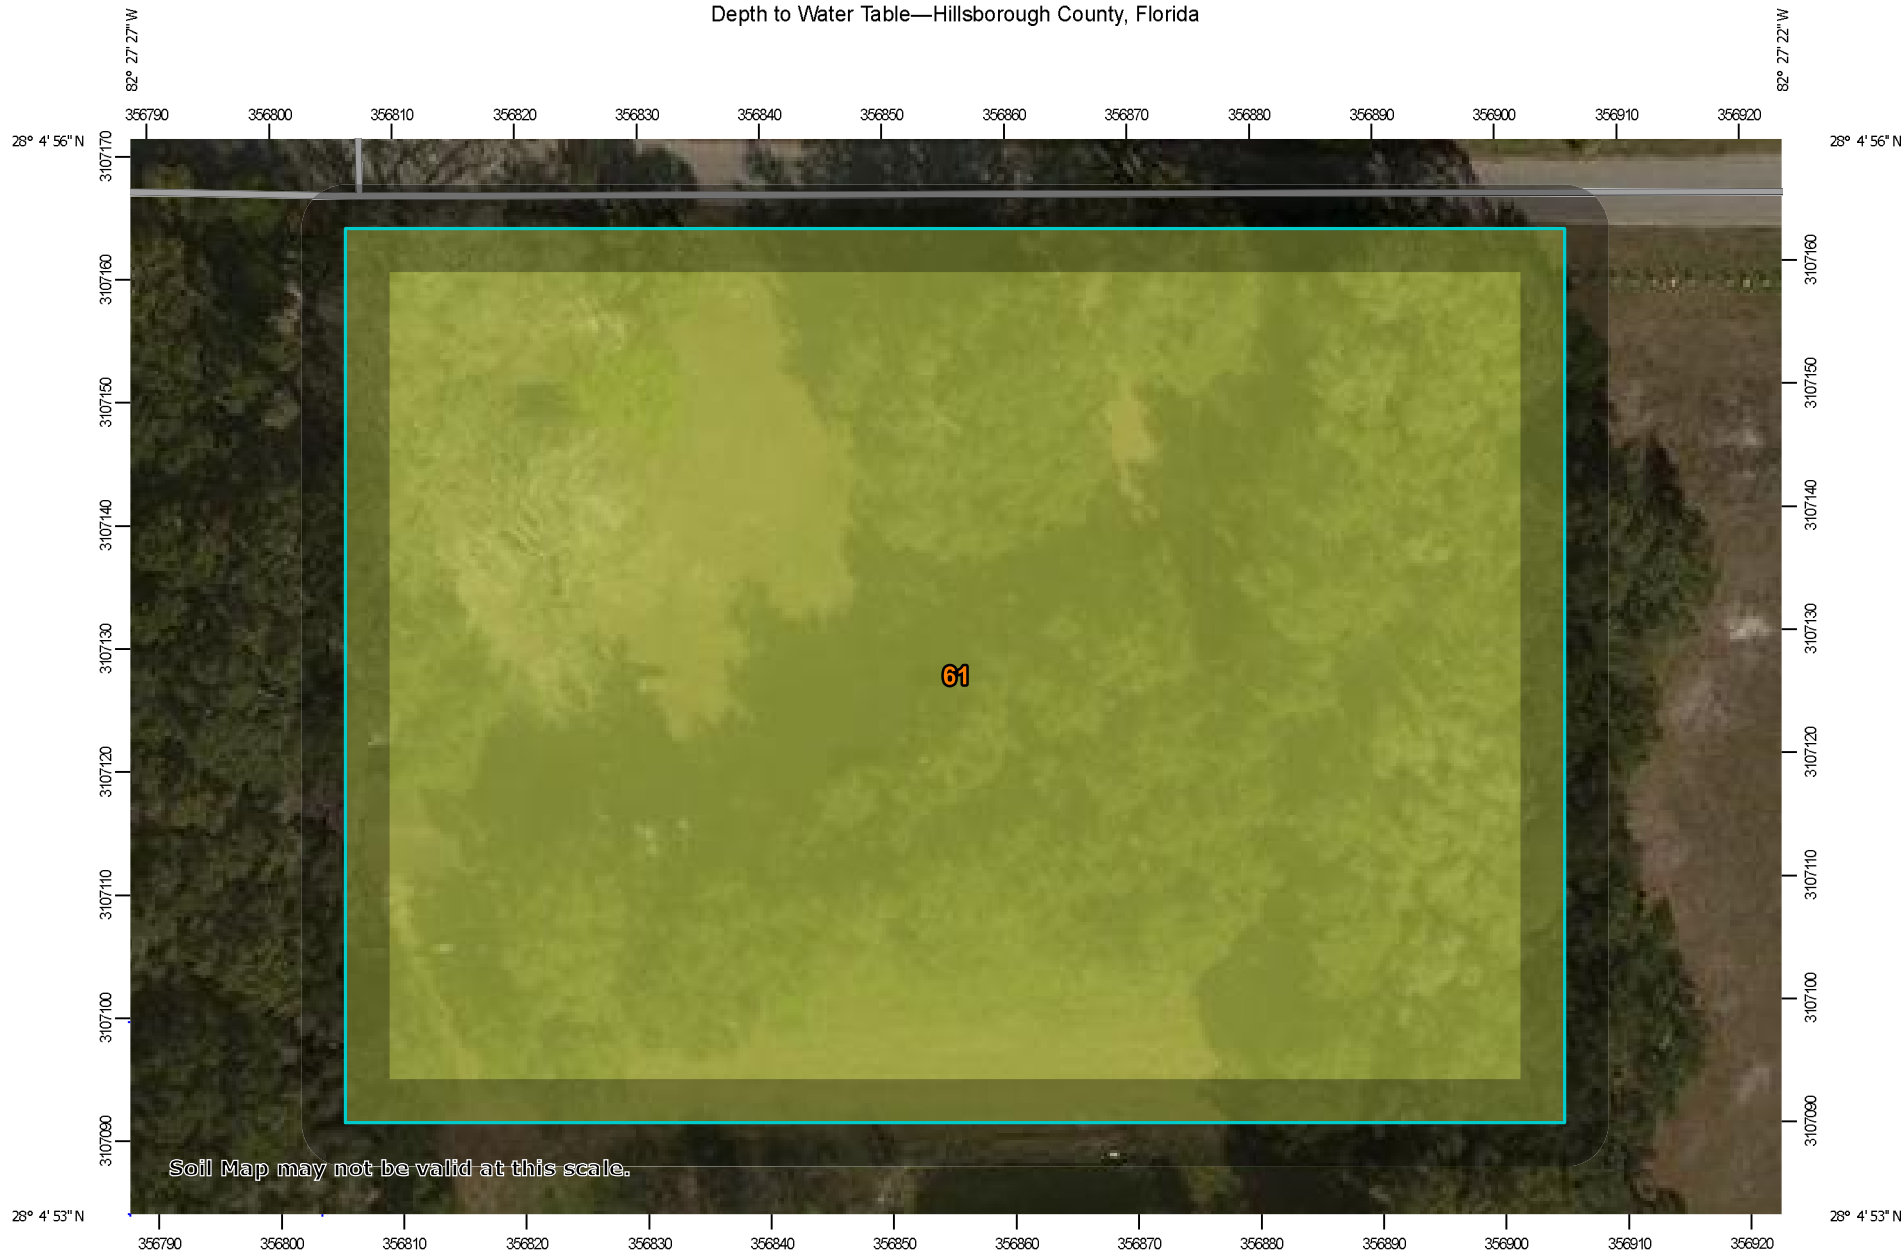 Depth to Water Table—Hillsborough County, Florida
82° 27' 27" W
82° 27' 22" W
356790 356800 356810 356820 356830 356840 356850 356860 356870 356880 356890 356900 356910 356920
28° 4' 56" N
28° 4' 56" N
3107170
3107160
3107160
3107150
3107150
3107140
3107140
3107130
3107130
61
3107120
3107120
3107110
3107110
3107100
3107100
3107090
3107090
Soil Map may not be valid at this scale.
28° 4' 53" N
28° 4' 53" N
356790 356800 356810 356820 356830 356840 356850 356860 356870 356880 356890 356900 356910 356920